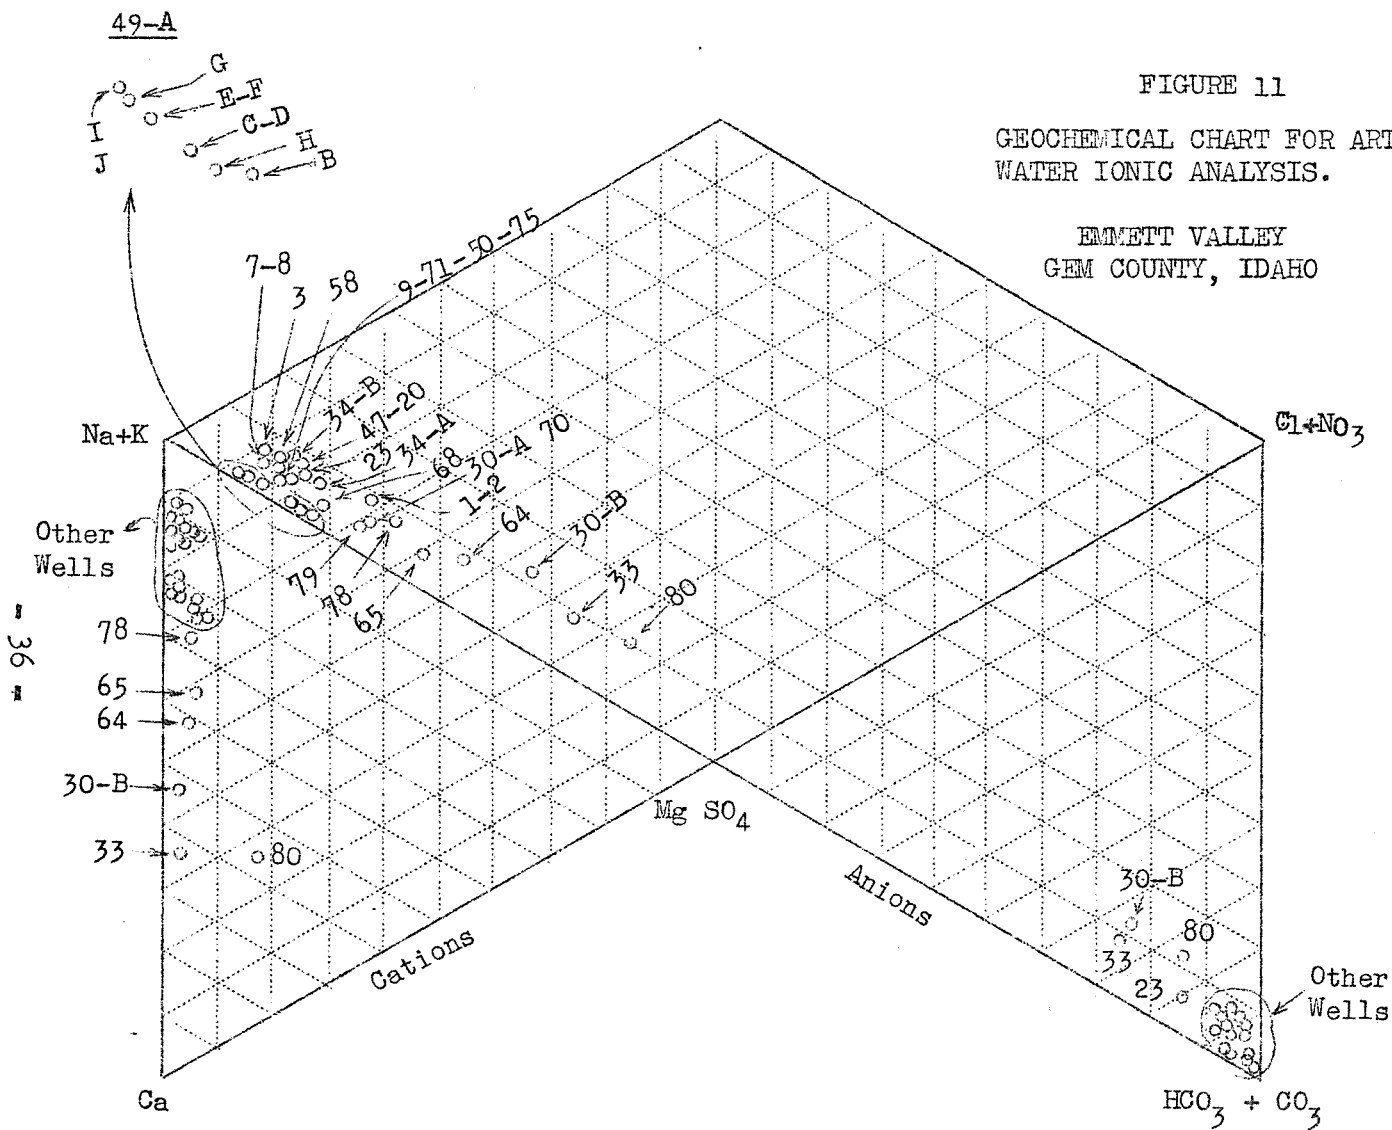 49-A
G
E-F
C-D
H
B
I
J
FIGURE 11
GEOCHEMICAL CHART FOR ART
WATER IONIC ANALYSIS.
EMMETT VALLEY
GEM COUNTY, IDAHO
7-8
3
58
9-71-50-75
34-B
47-20
23
34-A
68
30-A
70
1-2
64
30-B
33
80
79
78
65
Na+K
Cl+NO3
Other
Wells
78
65
64
30-B
33
80
Mg SO4
Cations
Anions
30-B
80
33
23
Other
Wells
Ca
HCO3 + CO3
- 36 -